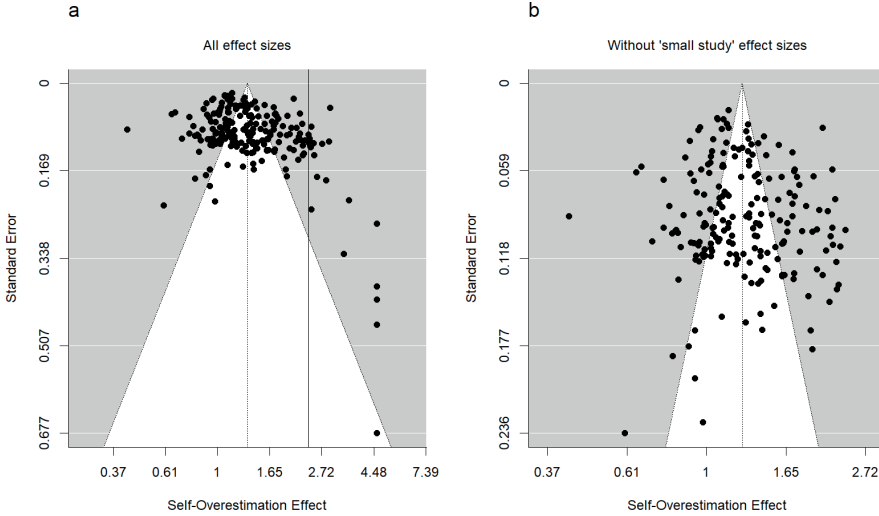 a
All effect sizes
Standard Error
0
0.169
0.338
0.507
0.677
0.37
0.61
1
1.65
2.72
4.48
7.39
Self-Overestimation Effect
b
Without 'small study' effect sizes
Standard Error
0
0.059
0.118
0.177
0.236
0.37
0.61
1
1.65
2.72
Self-Overestimation Effect